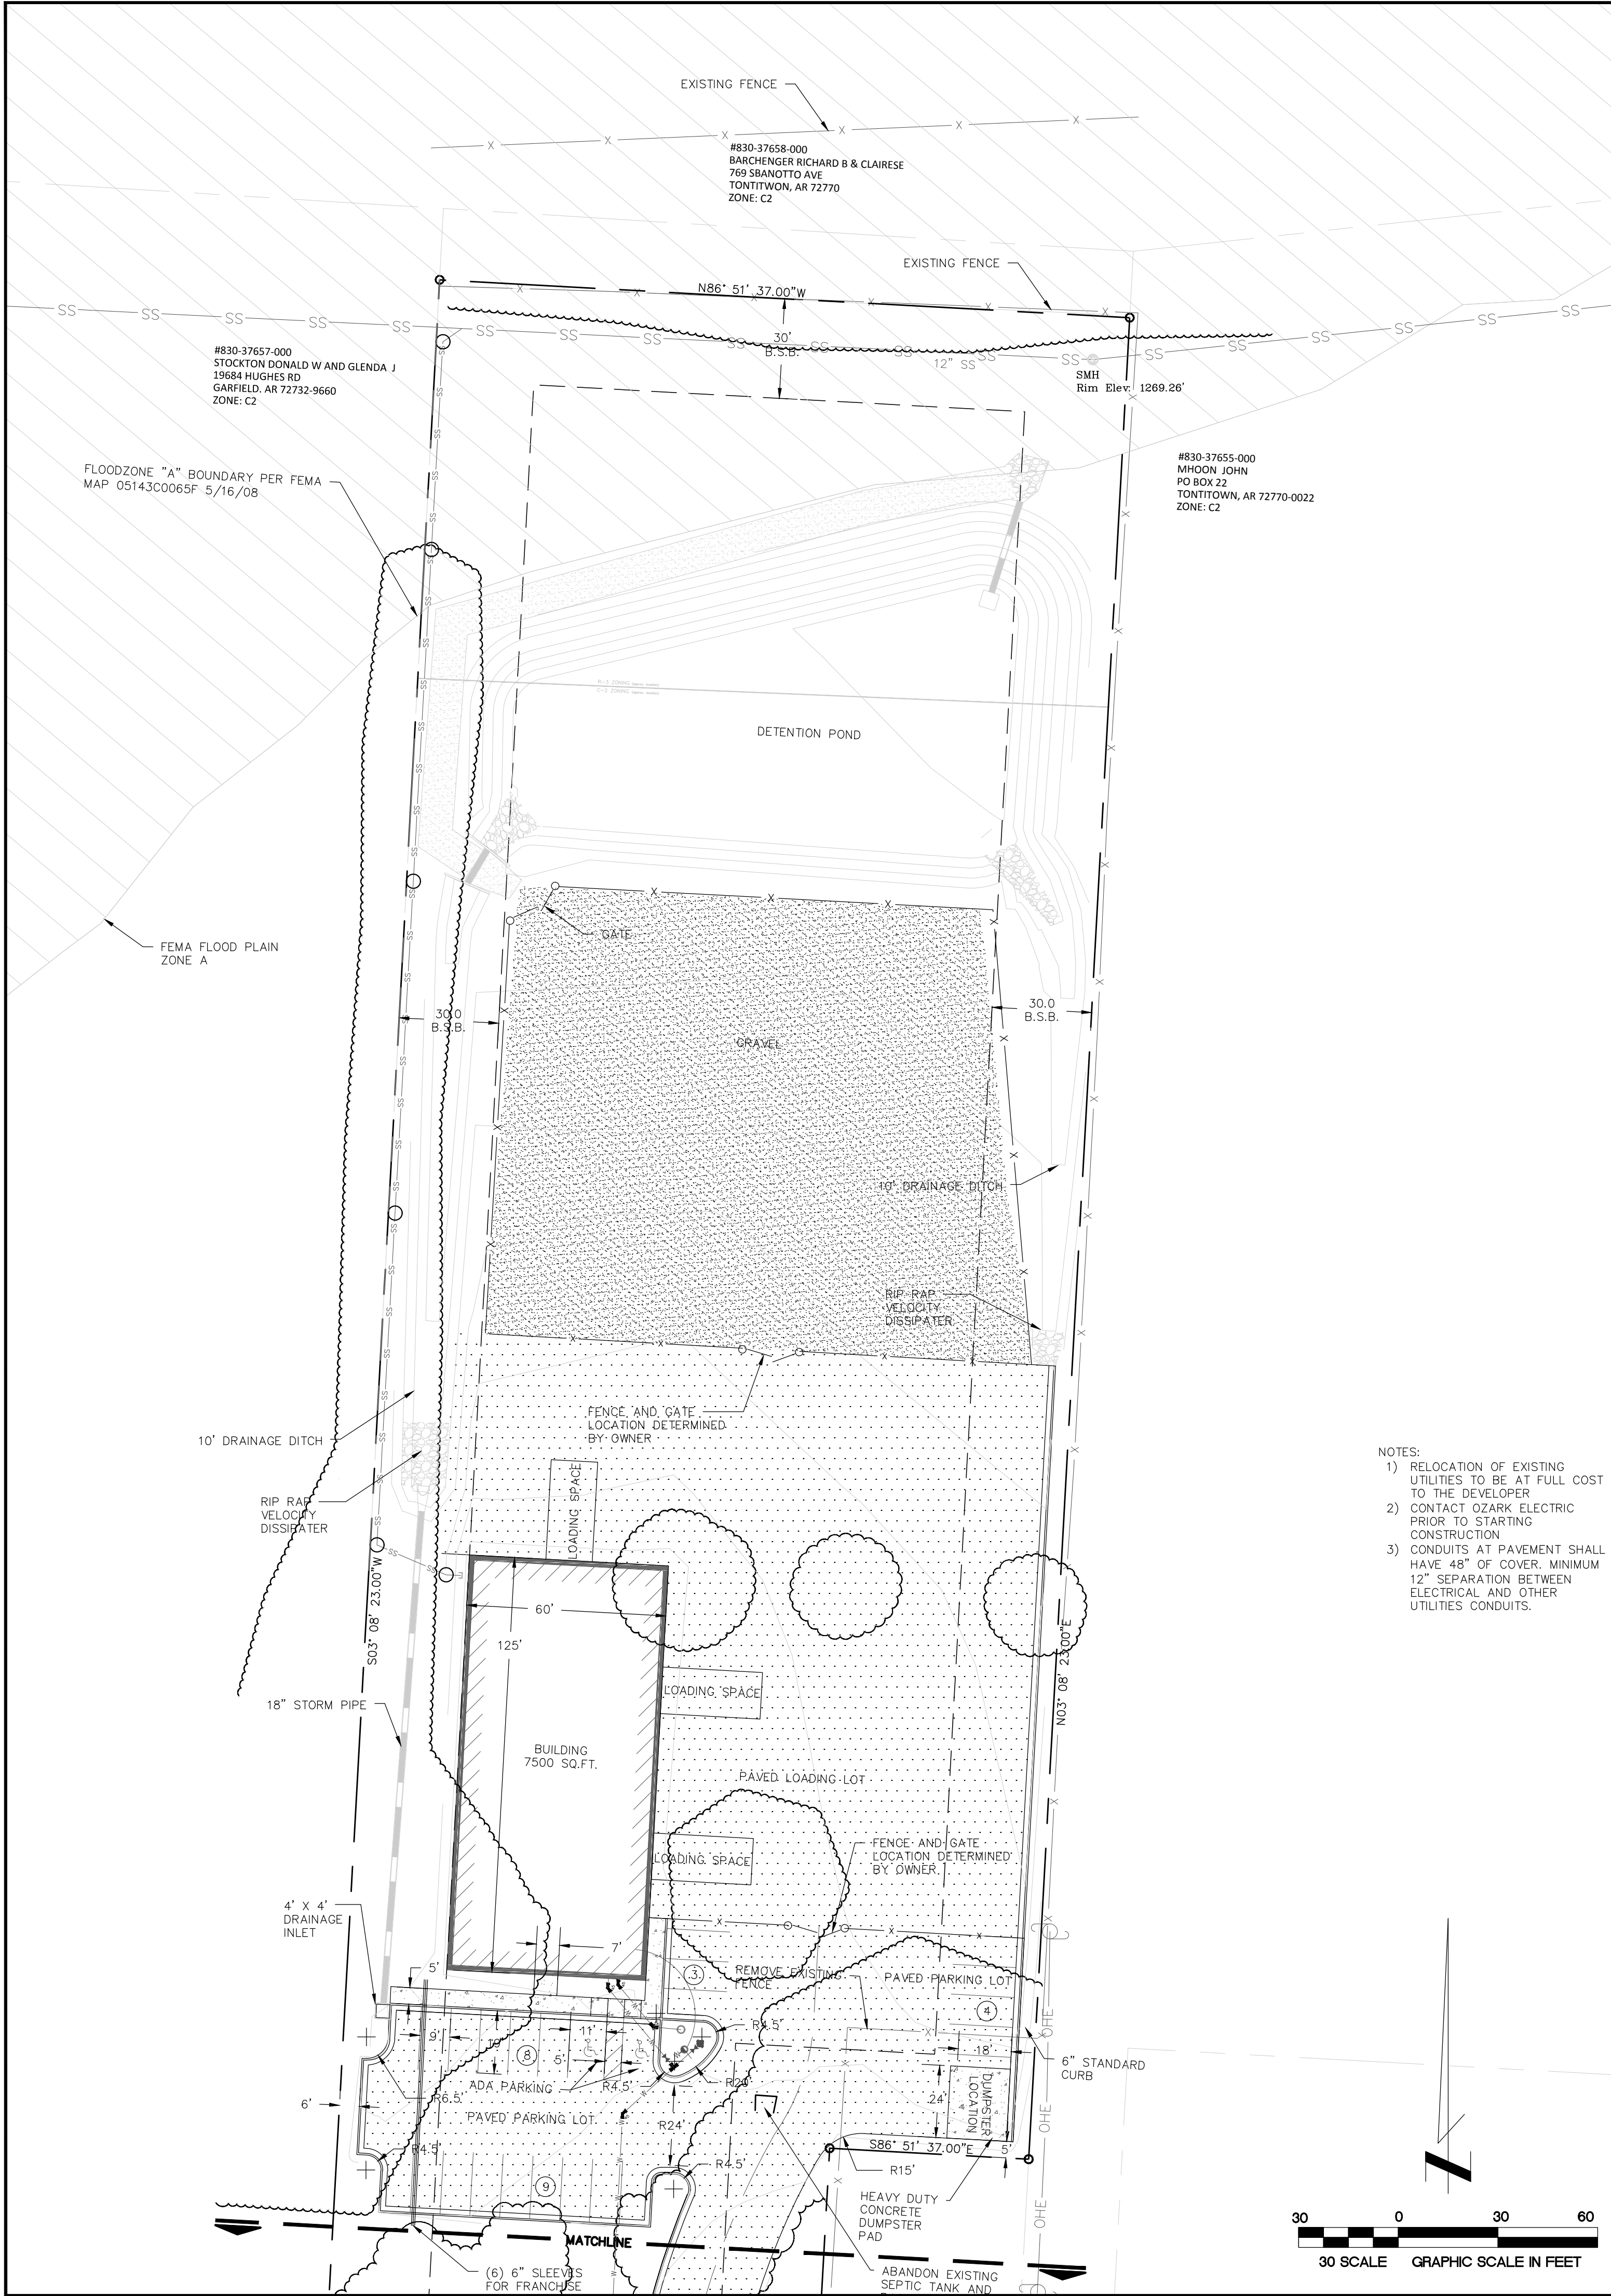 EXISTING FENCE
#830-37658-000
BARCHENGER RICHARD B & CLAIRESE
769 SBANOTTO AVE
TONTITWON, AR 72770
ZONE: C2
EXISTING FENCE
N86° 51' 37.00"W
30'
B.S.B.
12" SS
SMH
Rim Elev: 1269.26'
#830-37657-000
STOCKTON DONALD W AND GLENDA J
19684 HUGHES RD
GARFIELD. AR 72732-9660
ZONE: C2
#830-37655-000
MHOON JOHN
PO BOX 22
TONTITOWN, AR 72770-0022
ZONE: C2
FLOODZONE "A" BOUNDARY PER FEMA
MAP 05143C0065F 5/16/08
DETENTION POND
GATE
FEMA FLOOD PLAIN
ZONE A
30.0
B.S.B.
30.0
B.S.B.
GRAVEL
10' DRAINAGE DITCH
RIP RAP
VELOCITY
DISSIPATER
FENCE AND GATE
LOCATION DETERMINED
BY OWNER
10' DRAINAGE DITCH
RIP RAP
VELOCITY
DISSIPATER
LOADING SPACE
NOTES:
1) RELOCATION OF EXISTING
UTILITIES TO BE AT FULL COST
TO THE DEVELOPER
2) CONTACT OZARK ELECTRIC
PRIOR TO STARTING
CONSTRUCTION
3) CONDUITS AT PAVEMENT SHALL
HAVE 48" OF COVER. MINIMUM
12" SEPARATION BETWEEN
ELECTRICAL AND OTHER
UTILITIES CONDUITS.
60'
125'
S03° 08' 23.00"W
N03° 08' 23.00"E
18" STORM PIPE
LOADING SPACE
BUILDING
7500 SQ.FT.
PAVED LOADING LOT
LOADING SPACE
FENCE AND GATE
LOCATION DETERMINED
BY OWNER
4' X 4'
DRAINAGE
INLET
7'
5'
3
REMOVE EXISTING
FENCE
PAVED PARKING LOT
4
R4.5'
9'
19'
8
11'
5'
18'
6" STANDARD
CURB
ADA PARKING
R4.5'
24'
DUMPSTER
LOCATION
R6.5'
6'
PAVED PARKING LOT
R24'
R4.5'
S86° 51' 37.00"E
5'
R4.5'
R15'
9
HEAVY DUTY
CONCRETE
DUMPSTER
PAD
OHE
OHE
MATCHLINE
(6) 6" SLEEVES
FOR FRANCHISE
ABANDON EXISTING
SEPTIC TANK AND
30 0 30 60
30 SCALE GRAPHIC SCALE IN FEET